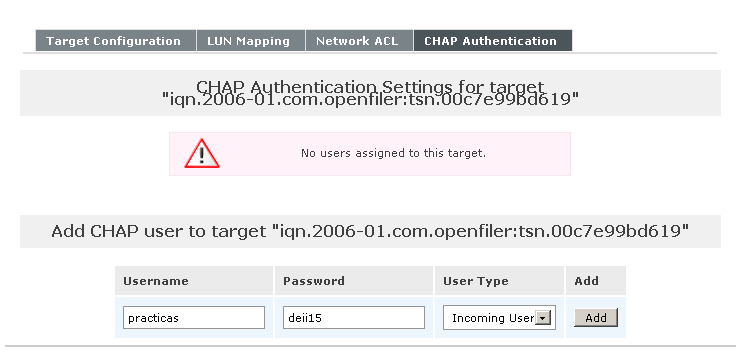 Target Configuration LUN Mapping Network ACL CHAP Authentication
CHAP Authentication Settings for target
"iqn.2006-01.com.openfiler:tsn.00c7e99bd619"
No users assigned to this target.
Add CHAP user to target "iqn.2006-01.com.openfiler:tsn.00c7e99bd619"
Username Password User Type Add
practicas deii15 Incoming User Add